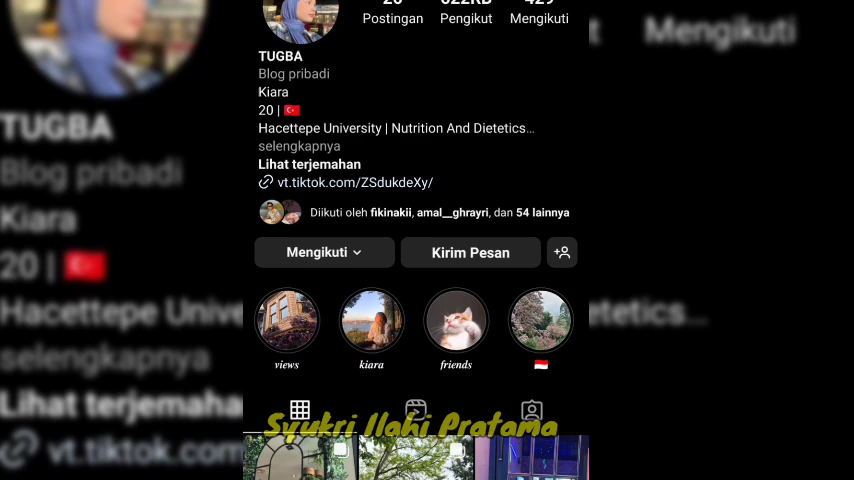 Postingan Pengikut Mengikuti
TUGBA
Blog pribadi
Kiara
20 | 🇹🇷
Hacettepe University | Nutrition And Dietetics...
selengkapnya
Lihat terjemahan
vt.tiktok.com/ZSdukdeXy/
Diikuti oleh fikinakii, amal__ghrayri, dan 54 lainnya
Mengikuti
Kirim Pesan
views
kiara
friends
🇮🇩
Syukri Ilahi Pratama